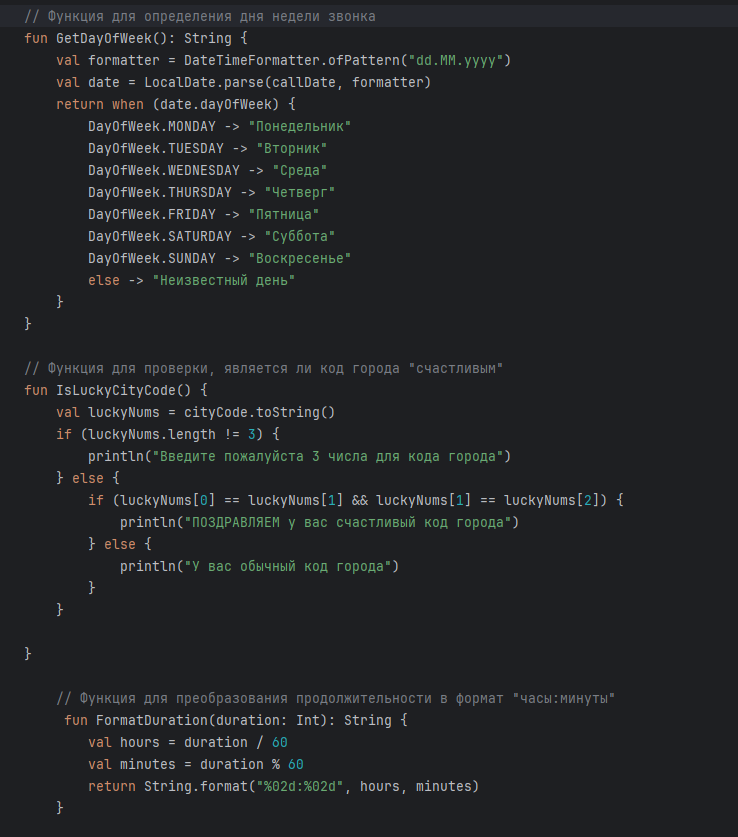 // Функция для определения дня недели звонка
fun GetDayOfWeek(): String {
    val formatter = DateTimeFormatter.ofPattern("dd.MM.yyyy")
    val date = LocalDate.parse(callDate, formatter)
    return when (date.dayOfWeek) {
        DayOfWeek.MONDAY -> "Понедельник"
        DayOfWeek.TUESDAY -> "Вторник"
        DayOfWeek.WEDNESDAY -> "Среда"
        DayOfWeek.THURSDAY -> "Четверг"
        DayOfWeek.FRIDAY -> "Пятница"
        DayOfWeek.SATURDAY -> "Суббота"
        DayOfWeek.SUNDAY -> "Воскресенье"
        else -> "Неизвестный день"
    }
}
// Функция для проверки, является ли код города "счастливым"
fun IsLuckyCityCode() {
    val luckyNums = cityCode.toString()
    if (luckyNums.length != 3) {
        println("Введите пожалуйста 3 числа для кода города")
    } else {
        if (luckyNums[0] == luckyNums[1] && luckyNums[1] == luckyNums[2]) {
            println("ПОЗДРАВЛЯЕМ у вас счастливый код города")
        } else {
            println("У вас обычный код города")
        }
    }
}
    // Функция для преобразования продолжительности в формат "часы:минуты"
     fun FormatDuration(duration: Int): String {
        val hours = duration / 60
        val minutes = duration % 60
        return String.format("%02d:%02d", hours, minutes)
    }